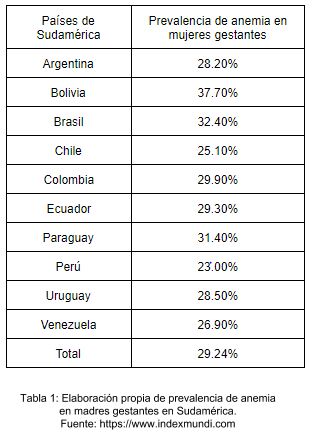 Países de Prevalencia de anemia en
Sudamérica mujeres gestantes
Argentina 28.20%
Bolivia 37.70%
Brasil 32.40%
Chile 25.10%
Colombia 29.90%
Ecuador 29.30%
Paraguay 31.40%
Perú 23.00%
Uruguay 28.50%
Venezuela 26.90%
Total 29.24%
Tabla 1: Elaboración propia de prevalencia de anemia
en madres gestantes en Sudamérica.
Fuente: https://www.indexmundi.com